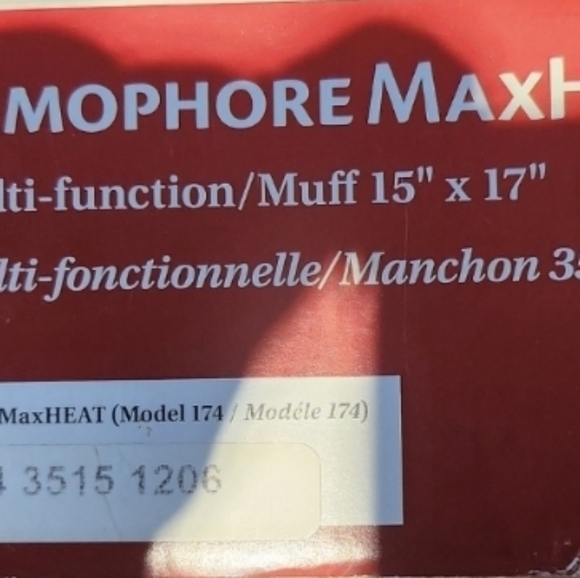 MOPHORE MAXH
lti-function/Muff 15" x 17"
lti-fonctionnelle/Manchon 3
MaxHEAT (Model 174 / Modéle 174)
3515 1206